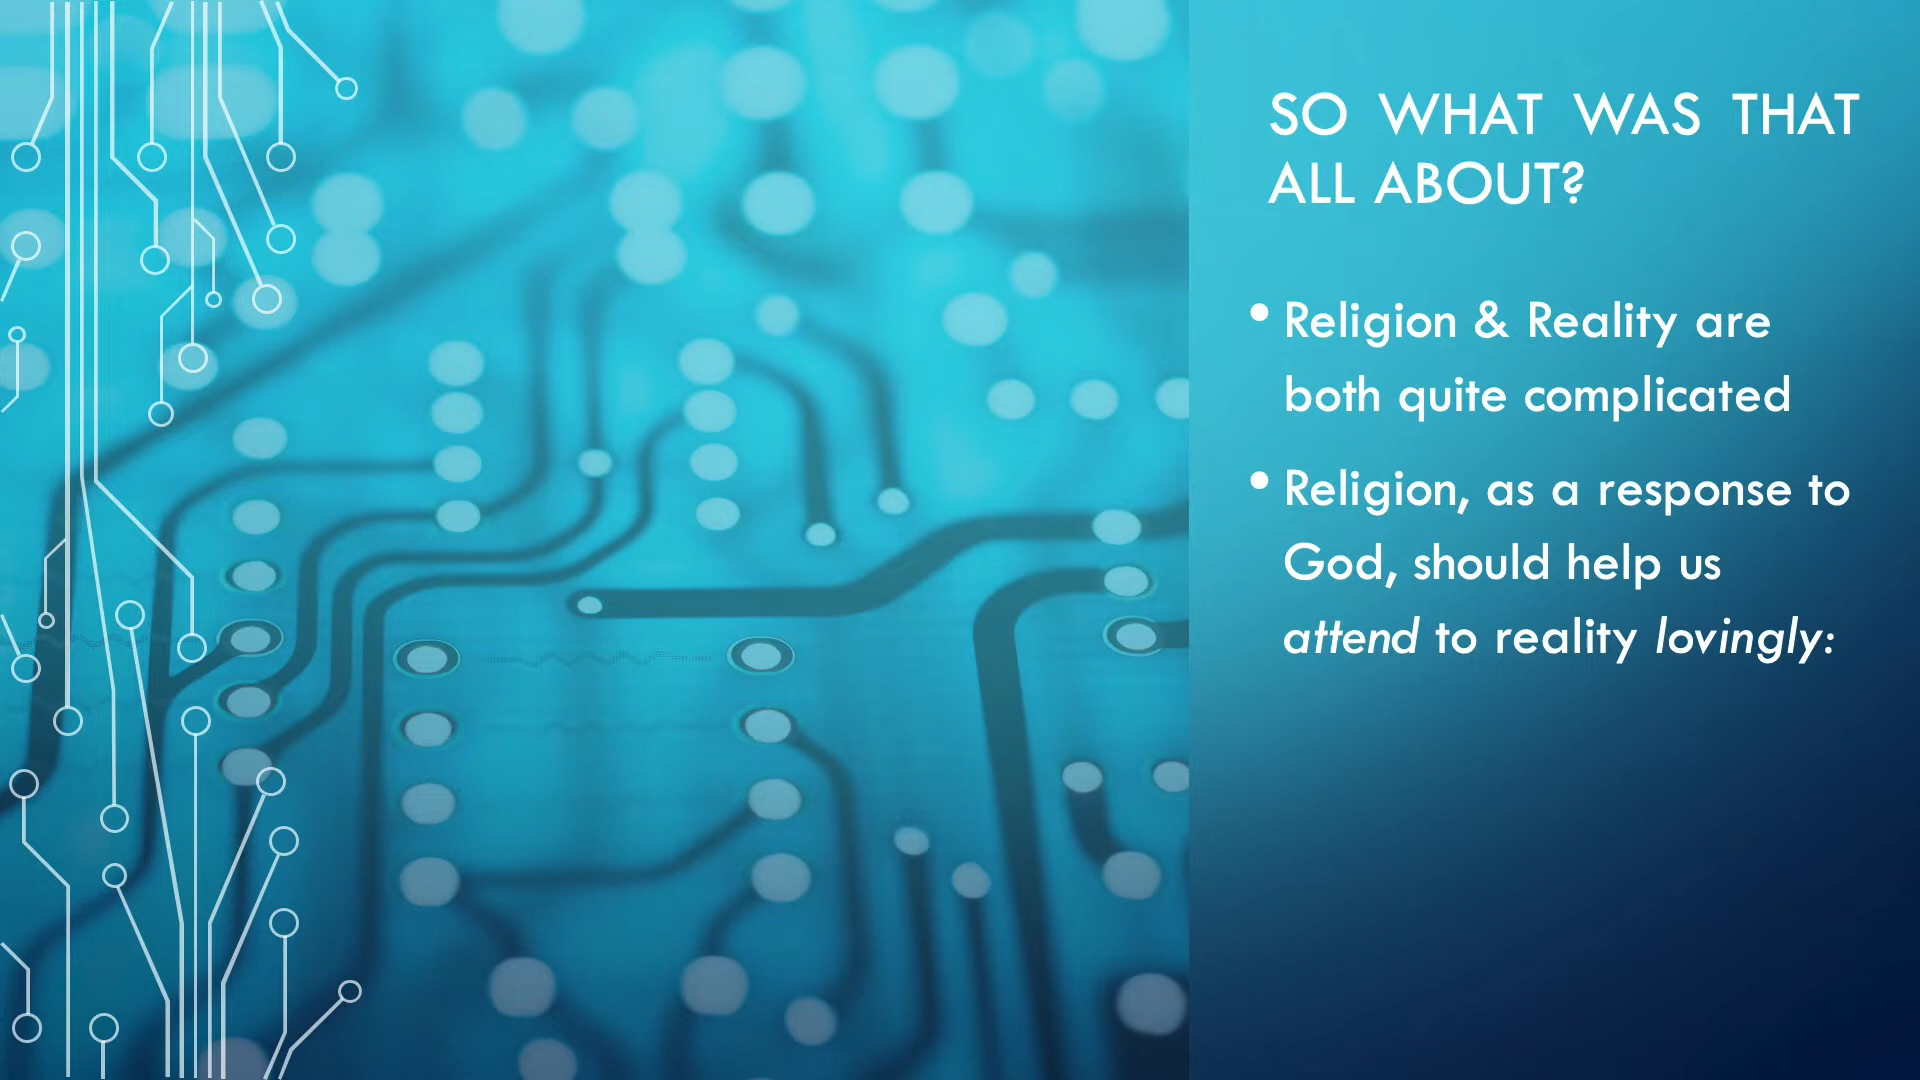 SO WHAT WAS THAT
ALL ABOUT?
• Religion & Reality are
both quite complicated
• Religion, as a response to
God, should help us
attend to reality lovingly: